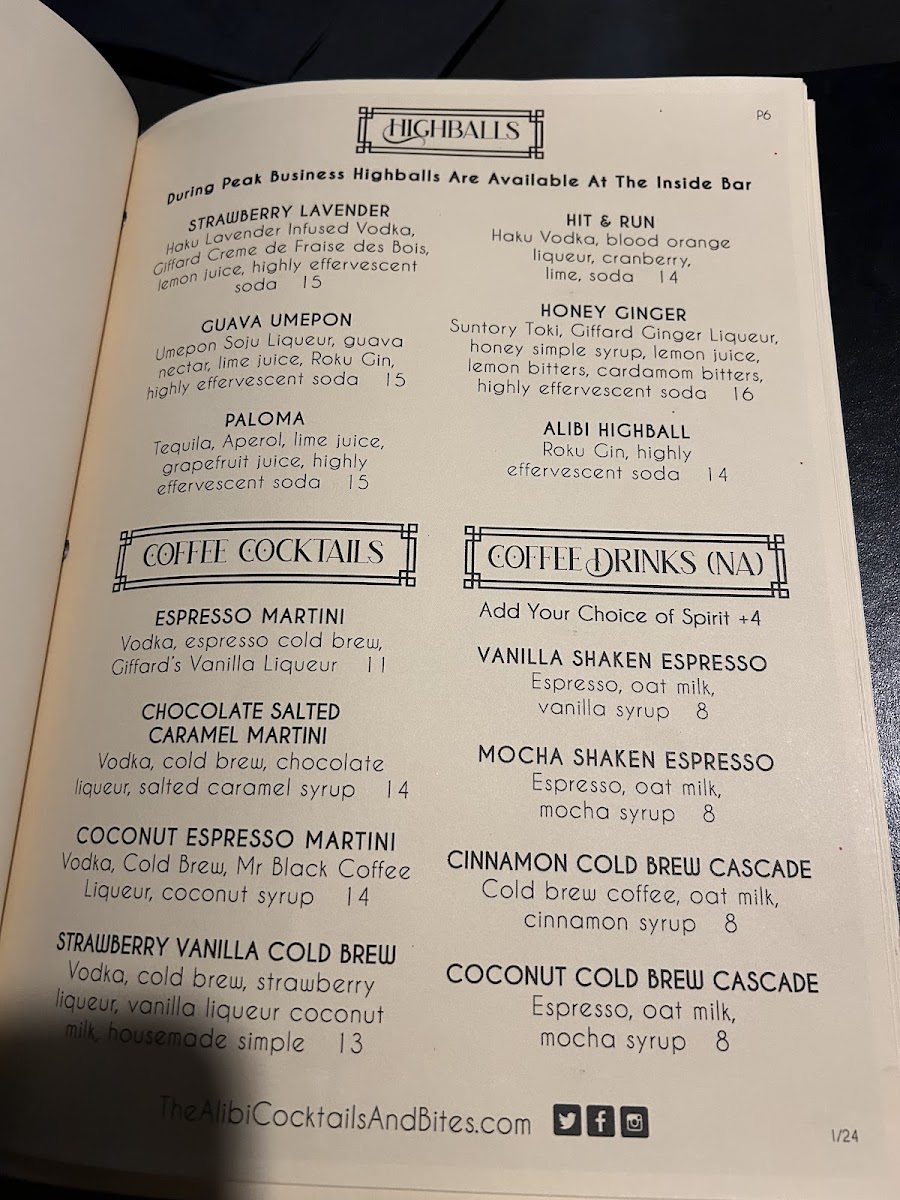 HIGHBALLS
P6
During Peak Business Highballs Are Available At The Inside Bar
STRAWBERRY LAVENDER
Haku Lavender Infused Vodka,
Giffard Creme de Fraise des Bois,
lemon juice, highly effervescent
soda 15
GUAVA UMEPON
Umepon Soju Liqueur, guava
nectar, lime juice, Roku Gin,
highly effervescent soda 15
PALOMA
Tequila, Aperol, lime juice,
grapefruit juice, highly
effervescent soda 15
HIT & RUN
Haku Vodka, blood orange
liqueur, cranberry,
lime, soda 14
HONEY GINGER
Suntory Toki, Giffard Ginger Liqueur,
honey simple syrup, lemon juice,
lemon bitters, cardamom bitters,
highly effervescent soda 16
ALIBI HIGHBALL
Roku Gin, highly
effervescent soda 14
COFFEE COCKTAILS
ESPRESSO MARTINI
Vodka, espresso cold brew,
Giffard's Vanilla Liqueur 11
CHOCOLATE SALTED
CARAMEL MARTINI
Vodka, cold brew, chocolate
liqueur, salted caramel syrup 14
COCONUT ESPRESSO MARTINI
Vodka, Cold Brew, Mr Black Coffee
Liqueur, coconut syrup 14
STRAWBERRY VANILLA COLD BREW
Vodka, cold brew, strawberry
liqueur, vanilla liqueur coconut
milk, housemade simple 13
COFFEE DRINKS (NA)
Add Your Choice of Spirit +4
VANILLA SHAKEN ESPRESSO
Espresso, oat milk,
vanilla syrup 8
MOCHA SHAKEN ESPRESSO
Espresso, oat milk,
mocha syrup 8
CINNAMON COLD BREW CASCADE
Cold brew coffee, oat milk,
cinnamon syrup 8
COCONUT COLD BREW CASCADE
Espresso, oat milk,
mocha syrup 8
TheAlibiCocktailsAndBites.com
1/24